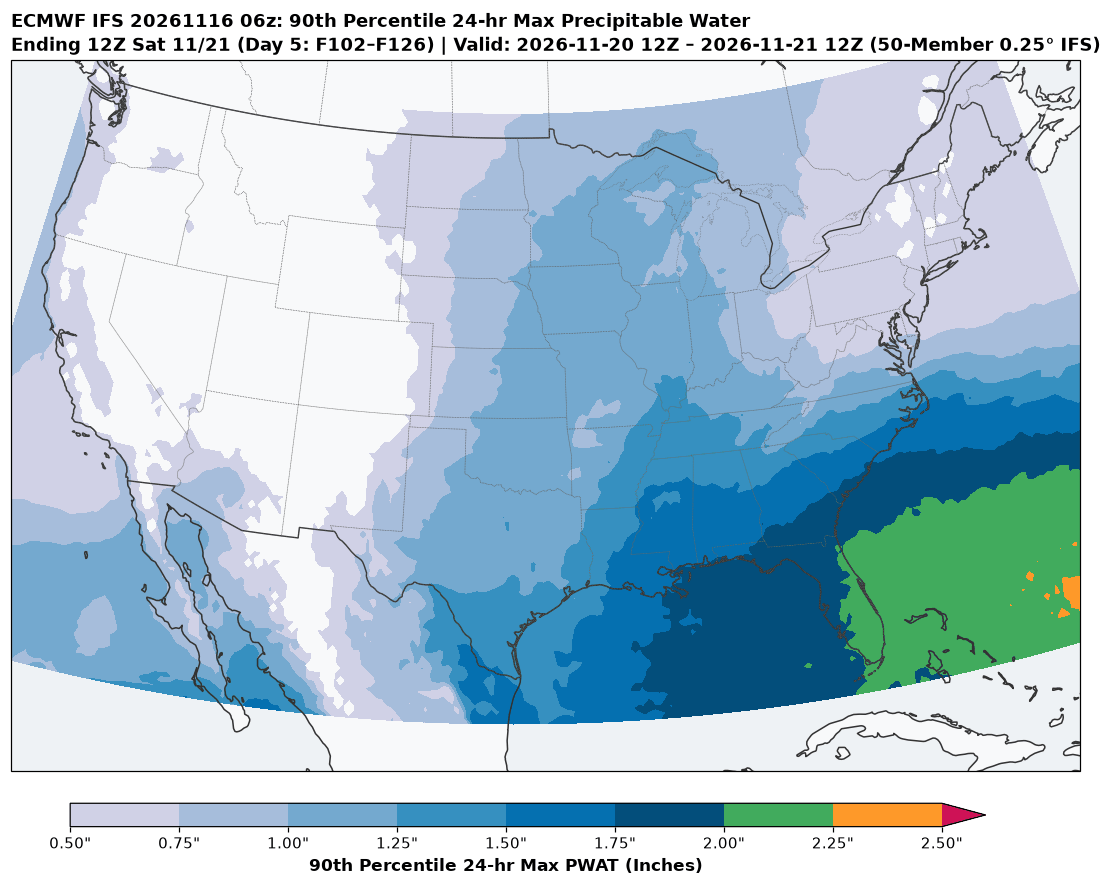 ECMWF IFS 20261116 06z: 90th Percentile 24-hr Max Precipitable Water
Ending 12Z Sat 11/21 (Day 5: F102–F126) | Valid: 2026-11-20 12Z – 2026-11-21 12Z (50-Member 0.25° IFS)
0.50" 0.75" 1.00" 1.25" 1.50" 1.75" 2.00" 2.25" 2.50"
90th Percentile 24-hr Max PWAT (Inches)